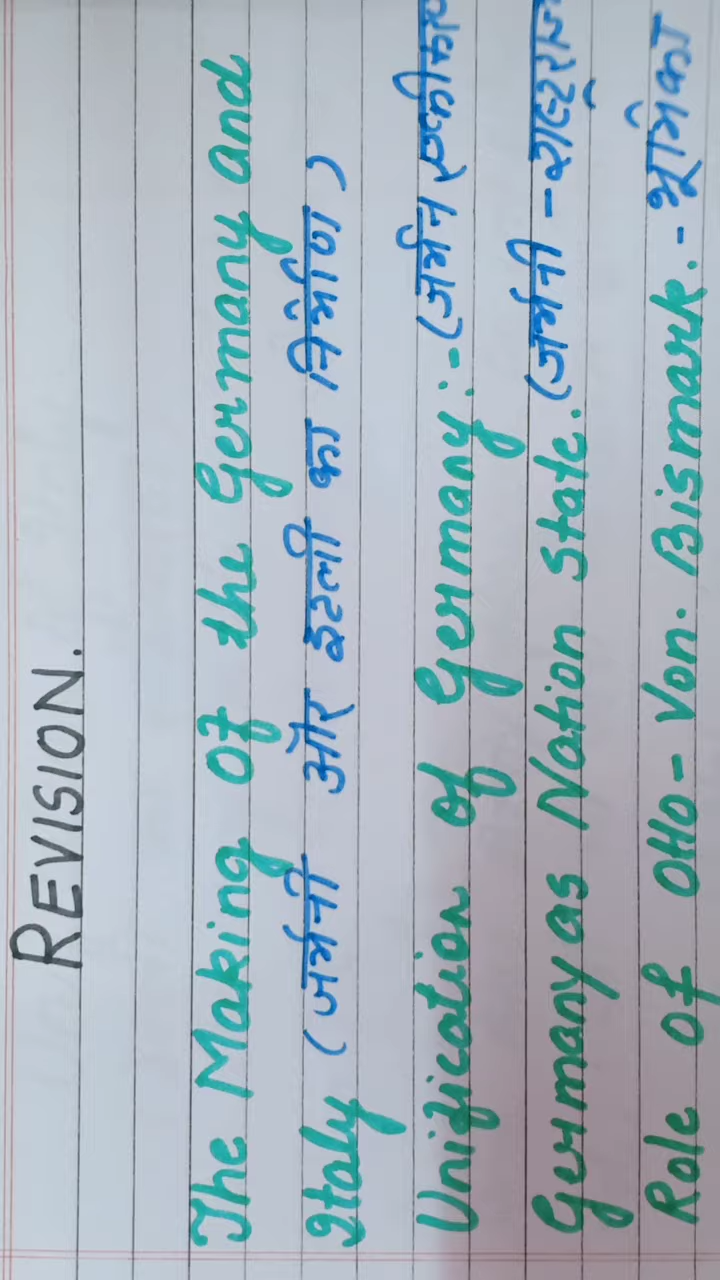 REVISION.
The Making of the Germany and
Italy (जर्मनी और इटली का निर्माण)
Unification of Germany :- (जर्मन एकीकरण
Germany as Nation State. (जर्मनी -
Role of Otto - Von. Bismark. - भूमिका